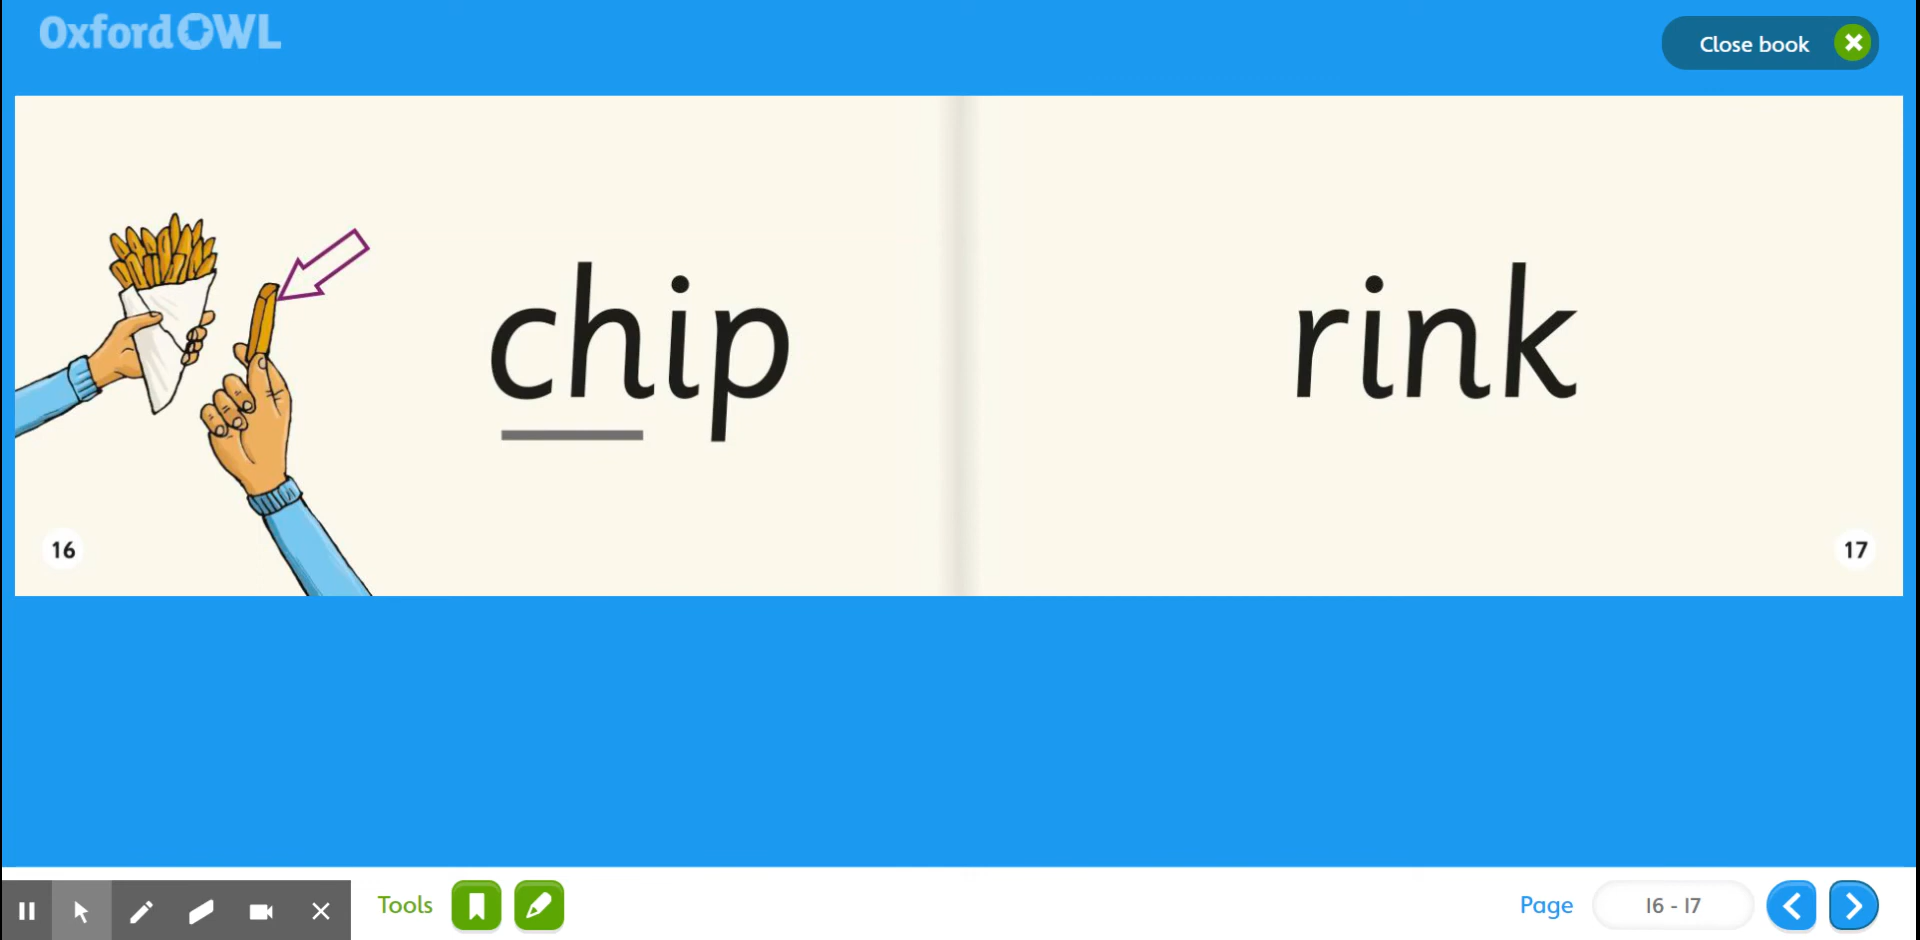 Oxford OWL
Close book
chip
rink
16
17
Tools
Page
16 - 17